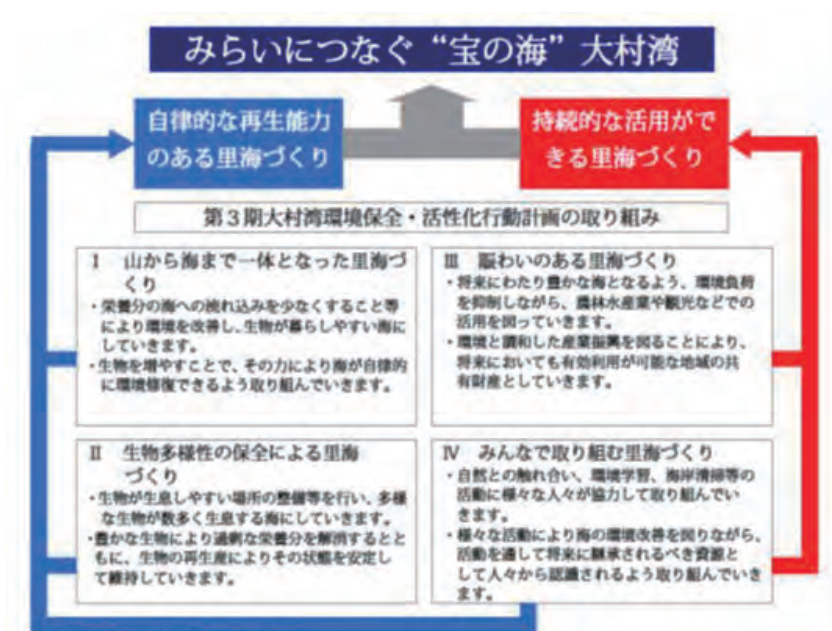 みらいにつなぐ“宝の海”大村湾
自律的な再生能力
のある里海づくり
持続的な活用がで
きる里海づくり
第3期大村湾環境保全・活性化行動計画の取り組み
Ⅰ 山から海まで一体となった里海づ
くり
・栄養分の海への流れ込みを少なくすること等
により環境を改善し、生物が暮らしやすい海に
していきます。
・生物を増やすことで、その力により海が自律的
に環境修復できるよう取り組んでいきます。
Ⅱ 生物多様性の保全による里海
づくり
・生物が生息しやすい場所の整備等を行い、多様
な生物が数多く生息する海にしていきます。
・豊かな生物により過剰な栄養分を解消するとと
もに、生物の再生産によりその状態を安定し
て維持していきます。
Ⅲ 賑わいのある里海づくり
・将来にわたり豊かな海となるよう、環境負荷
を抑制しながら、農林水産業や観光などでの
活用を図っていきます。
・環境と調和した産業振興を図ることにより、
将来においても有効利用が可能な地域の共
有財産としていきます。
Ⅳ みんなで取り組む里海づくり
・自然との触れ合い、環境学習、海岸清掃等の
活動に様々な人々が協力して取り組んでい
きます。
・様々な活動により海の環境改善を図りながら、
活動を通して将来に継承されるべき資源と
して人々から認識されるよう取り組んでいき
ます。